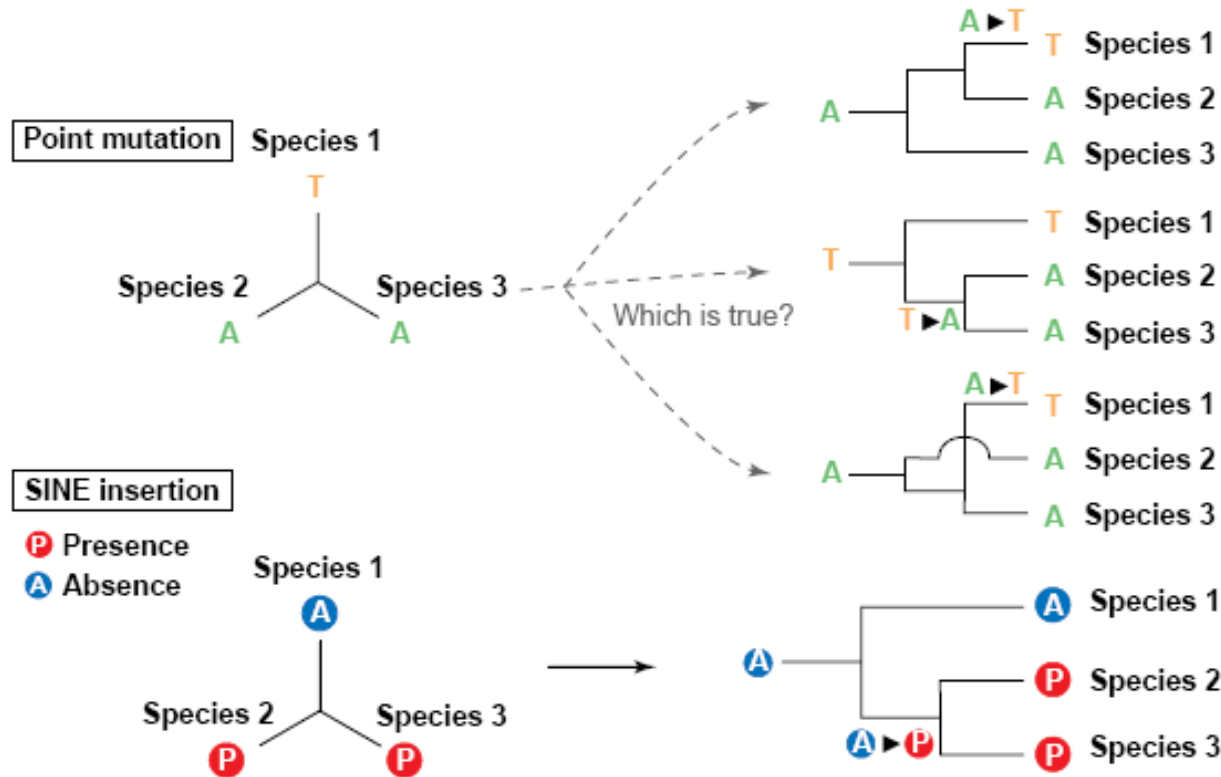 A ▶ T
T Species 1
A
A Species 2
A Species 3
Point mutation
Species 1
T
Species 2
Species 3
A
A
Which is true?
T Species 1
T
A Species 2
T ▶ A
A Species 3
A ▶ T
T Species 1
A
A Species 2
A Species 3
SINE insertion
P Presence
A Absence
Species 1
A
Species 2
Species 3
P
P
A Species 1
A
P Species 2
A ▶ P
P Species 3